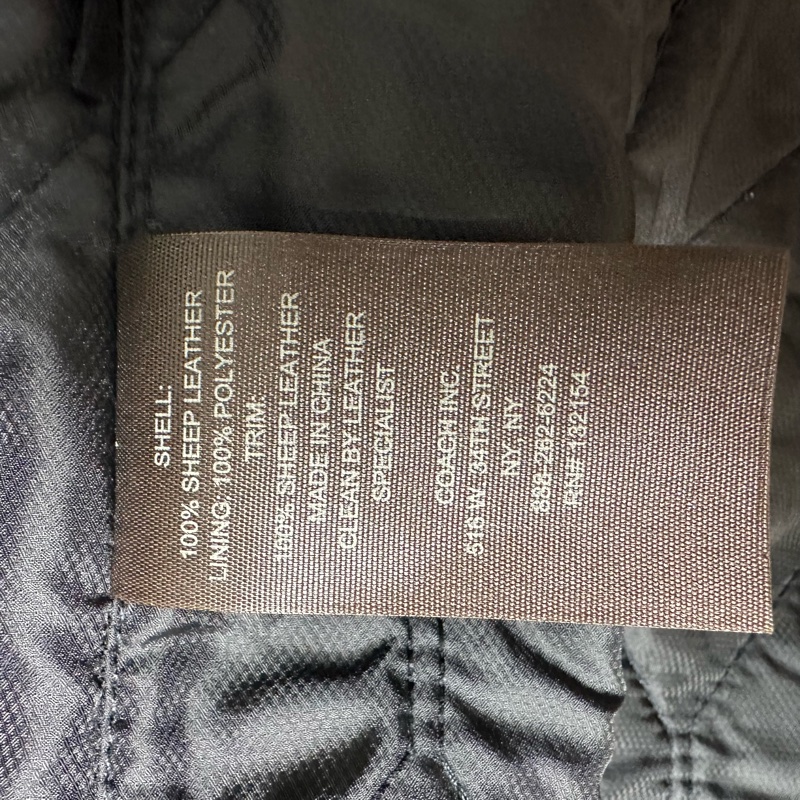 SHELL:
100% SHEEP LEATHER
LINING: 100% POLYESTER
TRIM:
100% SHEEP LEATHER
MADE IN CHINA
CLEAN BY LEATHER
SPECIALIST
COACH INC.
516 W. 34TH STREET
NY, NY
888-262-6224
RN# 132154